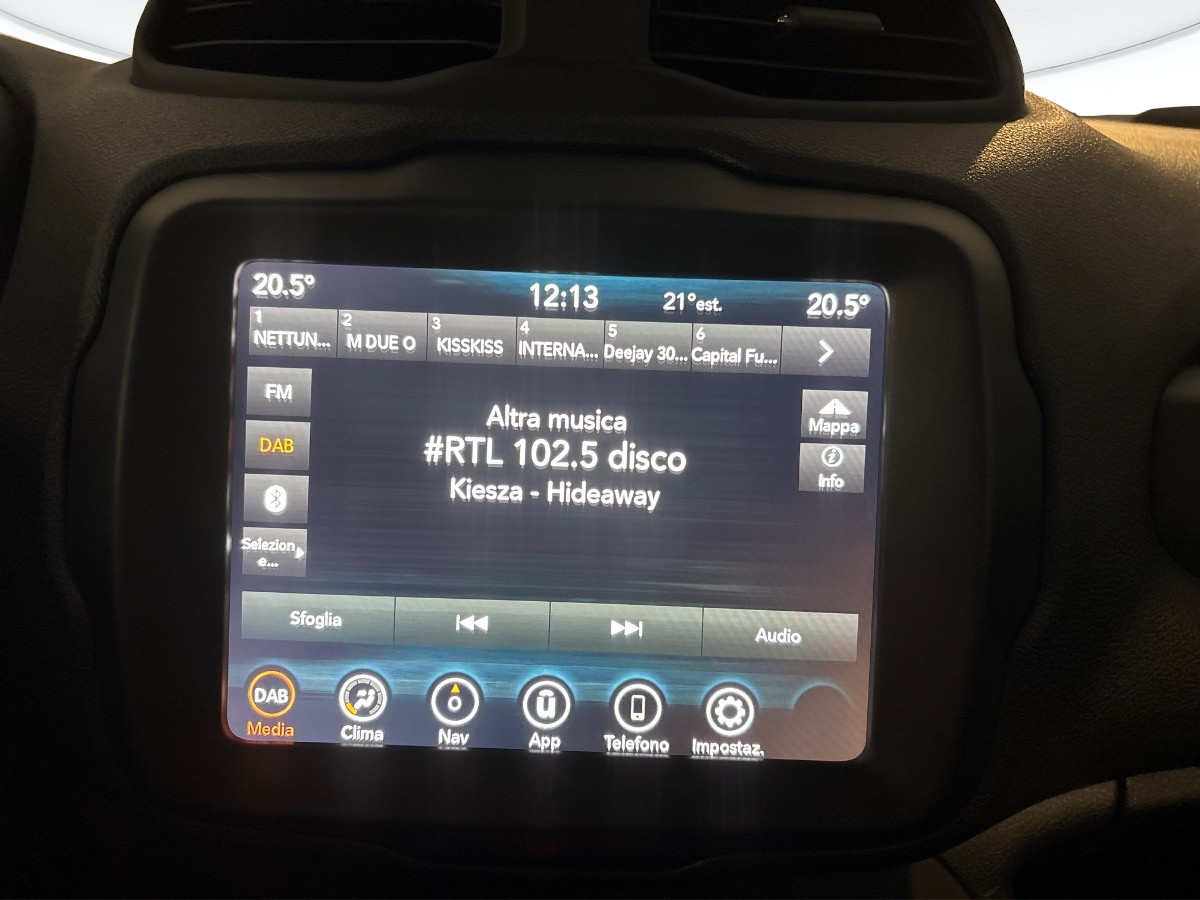 20.5°
12:13
21°est.
20.5°
1 NETTUN...
2 M DUE O
3 KISSKISS
4 INTERNA...
5 Deejay 30...
6 Capital Fu...
FM
DAB
Selezion
e...
Altra musica
#RTL 102.5 disco
Kiesza - Hideaway
Mappa
Info
Sfoglia
Audio
DAB
Media
Clima
Nav
App
Telefono
Impostaz.